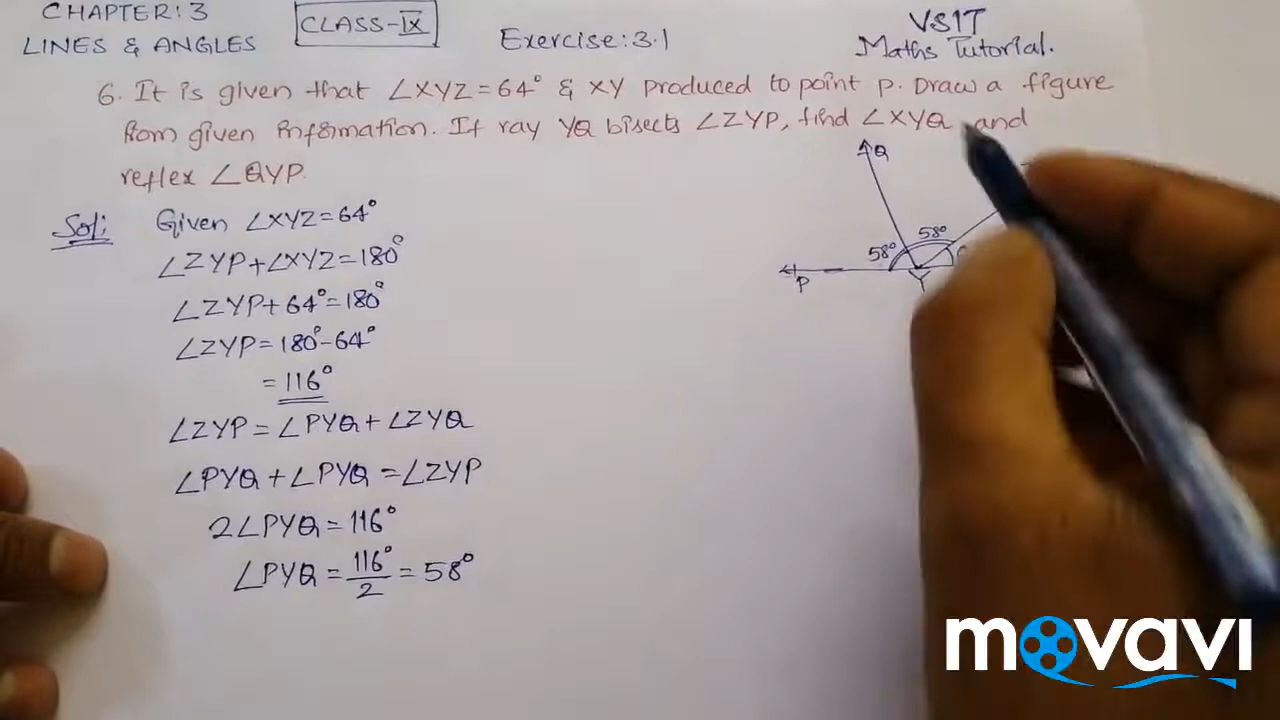 CHAPTER: 3
LINES & ANGLES
CLASS-IX
Exercise: 3.1
VSIT
Maths Tutorial.
6. It is given that ∠XYZ = 64° & XY produced to point P. Draw a figure
from given information. If ray YQ bisects ∠ZYP, find ∠XYQ and
reflex ∠QYP.
Sol:
Given ∠XYZ = 64°
∠ZYP + ∠XYZ = 180°
∠ZYP + 64° = 180°
∠ZYP = 180° - 64°
= 116°
∠ZYP = ∠PYQ + ∠ZYQ
∠PYQ + ∠PYQ = ∠ZYP
2∠PYQ = 116°
∠PYQ = 116°/2 = 58°
Q
58°
58°
P
Y
movavi